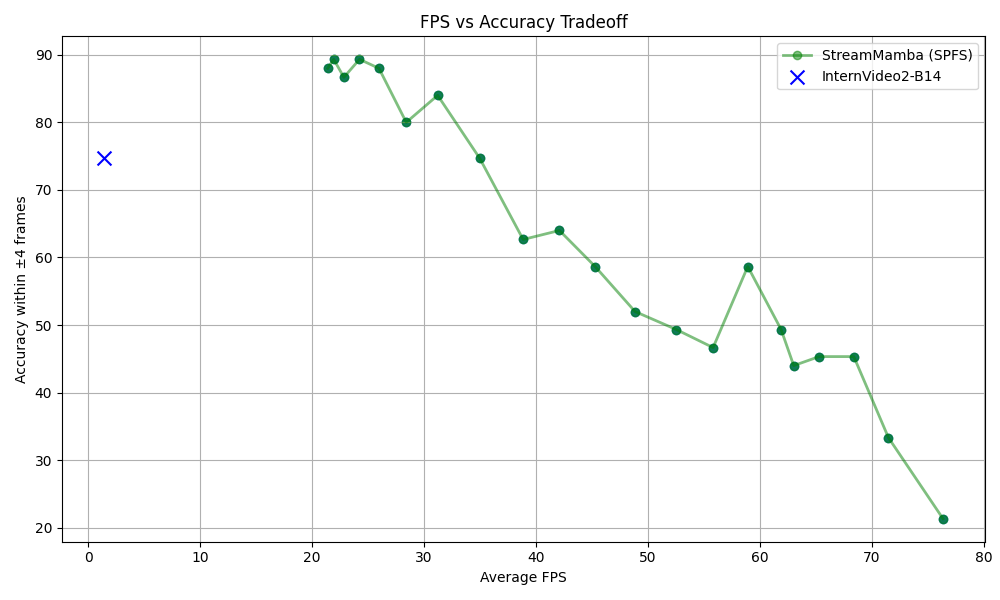 FPS vs Accuracy Tradeoff
StreamMamba (SPFS)
InternVideo2-B14
Accuracy within ±4 frames
90
80
70
60
50
40
30
20
0 10 20 30 40 50 60 70 80
Average FPS